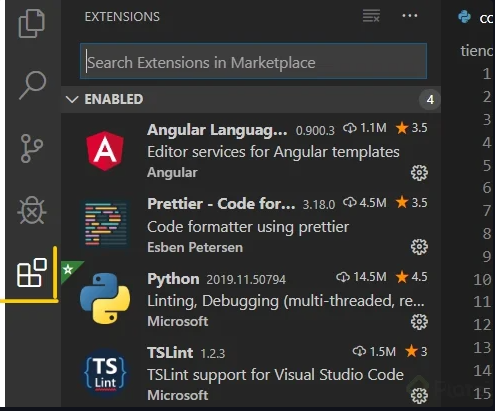 EXTENSIONS
Search Extensions in Marketplace
ENABLED 4
Angular Languag... 0.900.3 1.1M 3.5
Editor services for Angular templates
Angular
Prettier - Code for... 3.18.0 4.5M 3.5
Code formatter using prettier
Esben Petersen
Python 2019.11.50794 14.5M 4.5
Linting, Debugging (multi-threaded, re...
Microsoft
TS Lint
TSLint 1.2.3 1.5M 3
TSLint support for Visual Studio Code
Microsoft
co
tienc
1
2
3
4
5
6
7
8
9
10
11
12
13
14
15